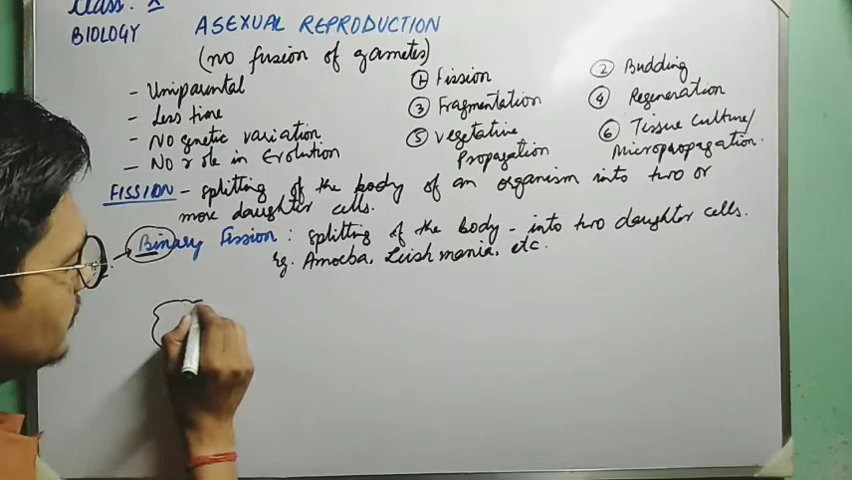 Class: X
BIOLOGY
ASEXUAL REPRODUCTION
(no fusion of gametes)
- Uniparental
- Less time
- No genetic variation
- No role in Evolution
① Fission
② Budding
③ Fragmentation
④ Regeneration
⑤ Vegetative
Propagation
⑥ Tissue Culture/
Micropropagation.
FISSION - splitting of the body of an organism into two or
more daughter cells.
Binary Fission : splitting of the body - into two daughter cells.
Eg. Amoeba, Leishmania, etc.